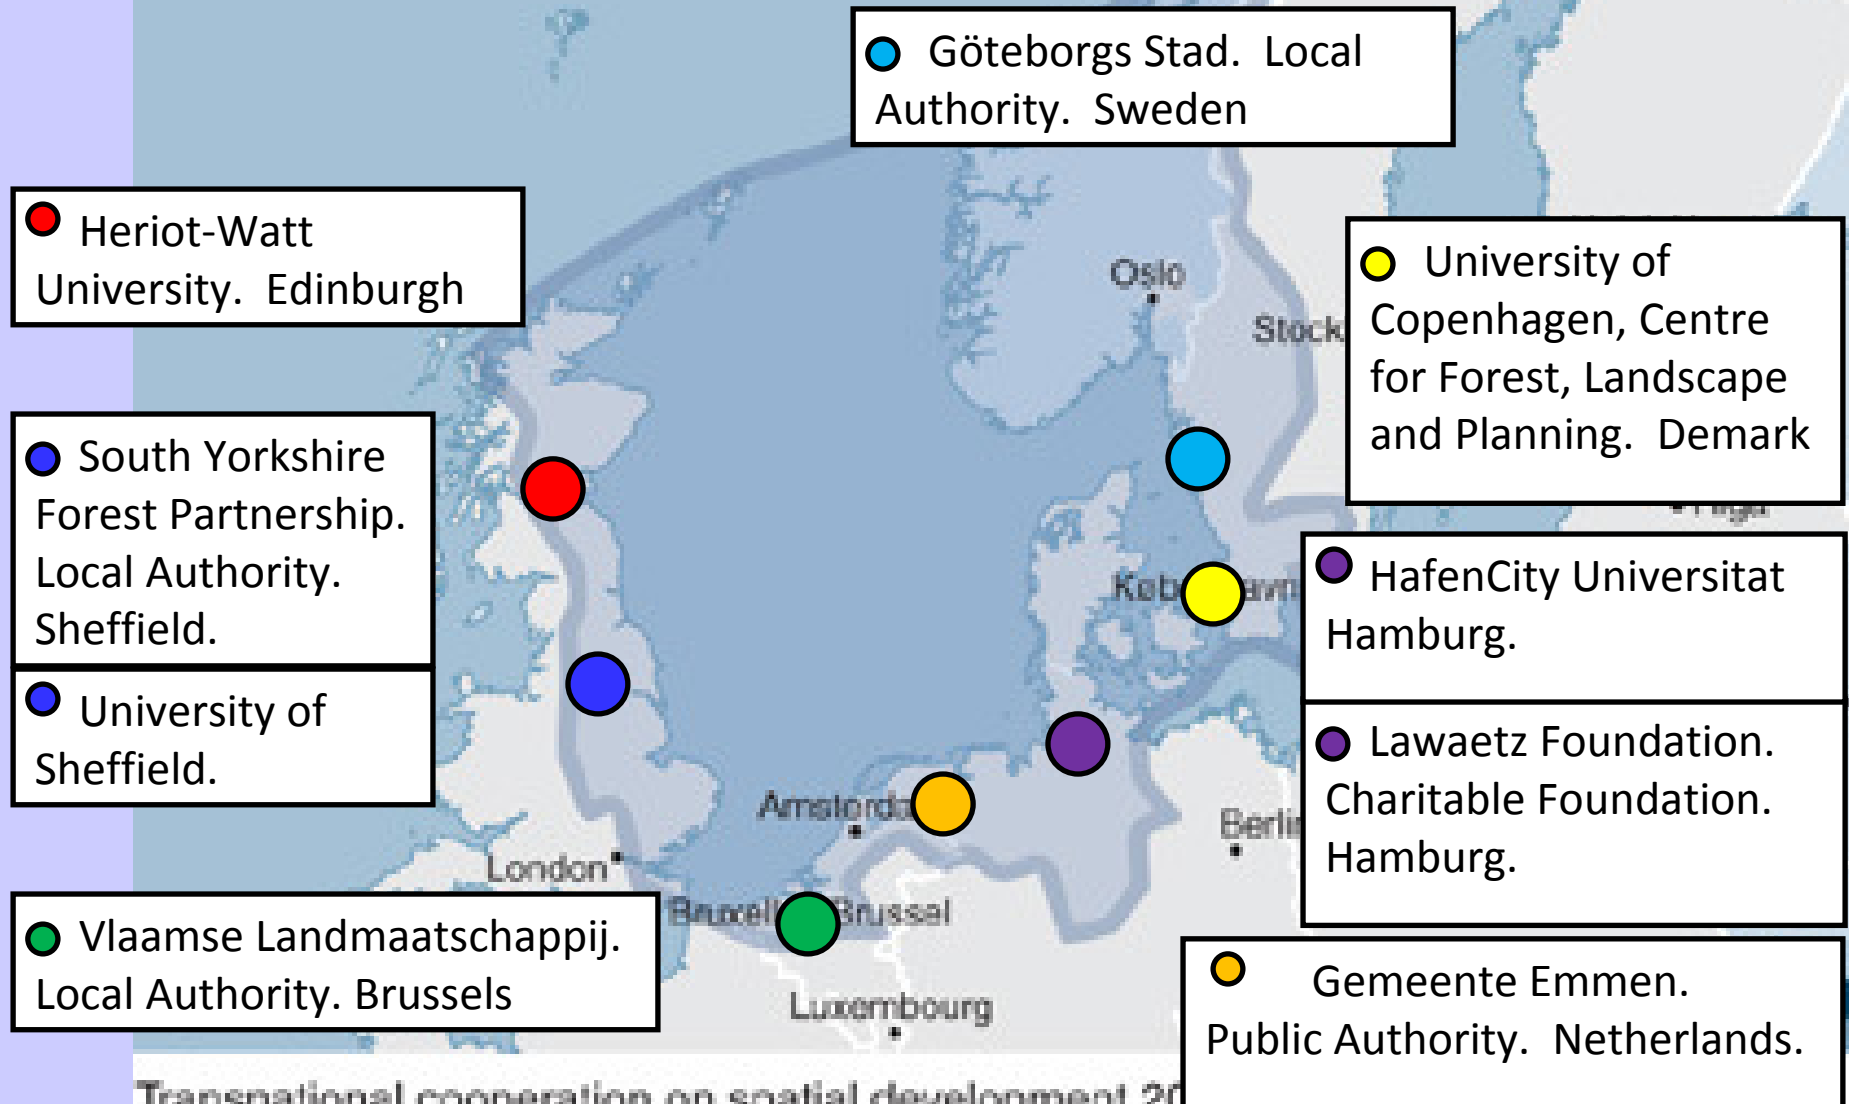 Göteborgs Stad. Local
Authority. Sweden
Heriot-Watt
University. Edinburgh
University of
Copenhagen, Centre
for Forest, Landscape
and Planning. Demark
Oslo
Stock
South Yorkshire
Forest Partnership.
Local Authority.
Sheffield.
University of
Sheffield.
HafenCity Universitat
Hamburg.
Lawaetz Foundation.
Charitable Foundation.
Hamburg.
London
Luxembourg
Brussel
Vlaamse Landmaatschappij.
Local Authority. Brussels
Gemeente Emmen.
Public Authority. Netherlands.
Transnational cooperation on spatial development 20